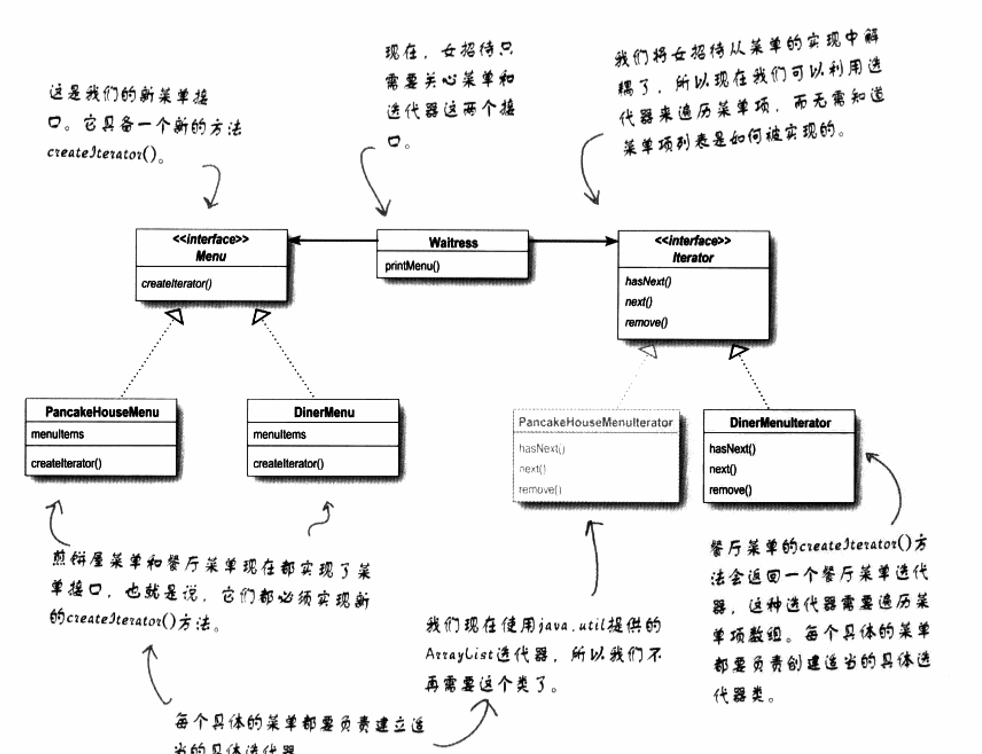 现在，女招待只
需要关心菜单和
迭代器这两个接
口。
我们将女招待从菜单的实现中解
耦了，所以现在我们可以利用迭
代器来遍历菜单项，而无需知道
菜单项列表是如何被实现的。
这是我们的新菜单接
口。它具备一个新的方法
createIterator()。
<<interface>>
Menu
createIterator()
Waitress
printMenu()
<<interface>>
Iterator
hasNext()
next()
remove()
PancakeHouseMenu
menuItems
createIterator()
DinerMenu
menuItems
createIterator()
PancakeHouseMenuIterator
hasNext()
next()
remove()
DinerMenuIterator
hasNext()
next()
remove()
煎饼屋菜单和餐厅菜单现在都实现了菜
单接口，也就是说，它们都必须实现新
的createIterator()方法。
我们现在使用java.util提供的
ArrayList迭代器，所以我们不
再需要这个类了。
餐厅菜单的createIterator()方
法会返回一个餐厅菜单迭代
器，这种迭代器需要遍历菜
单项数组。每个具体的菜单
都要负责创建适当的具体迭
代器类。
每个具体的菜单都要负责建立适
当的具体迭代器